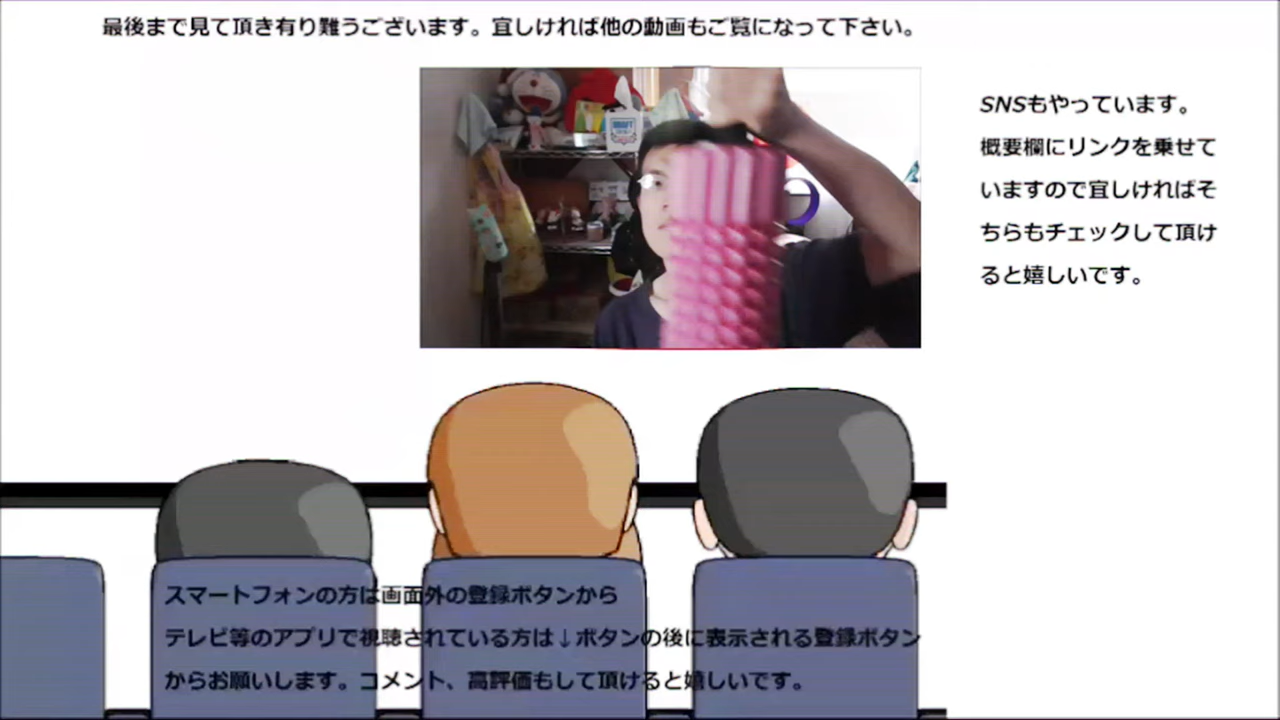 最後まで見て頂き有り難うございます。宜しければ他の動画もご覧になって下さい。
SNSもやっています。
概要欄にリンクを乗せて
いますので宜しければそ
ちらもチェックして頂け
ると嬉しいです。
スマートフォンの方は画面外の登録ボタンから
テレビ等のアプリで視聴されている方は↓ボタンの後に表示される登録ボタン
からお願いします。コメント、高評価もして頂けると嬉しいです。